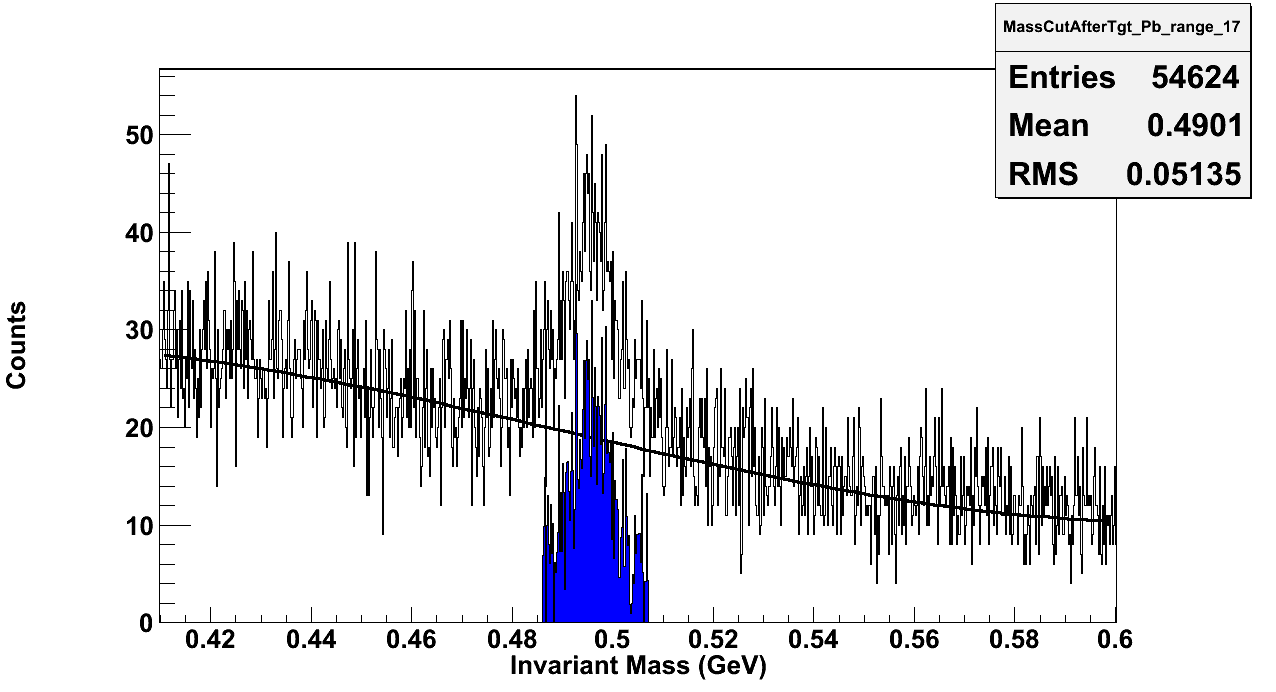 MassCutAfterTgt_Pb_range_17
Entries 54624
Mean 0.4901
RMS 0.05135
Counts
50
40
30
20
10
0
0.42 0.44 0.46 0.48 0.5 0.52 0.54 0.56 0.58 0.6
Invariant Mass (GeV)